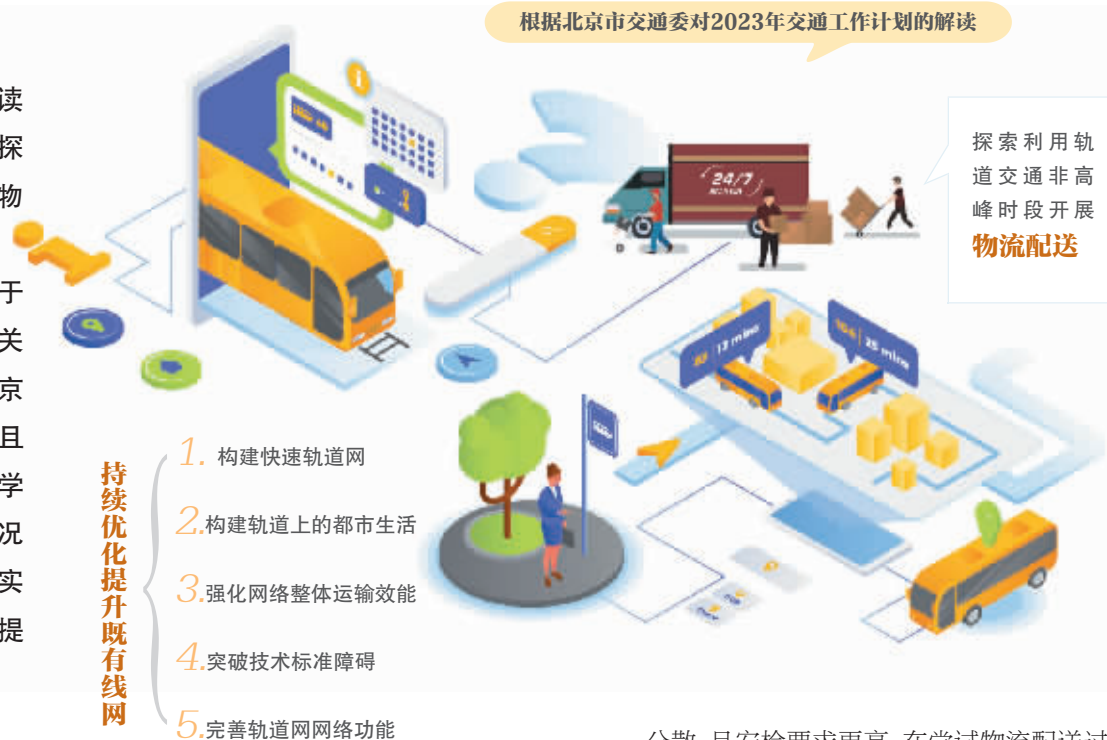 根据北京市交通委对2023年交通工作计划的解读
读
探
物
于
关
京
且
学
况
实
提
24/7
探索利用轨
道交通非高
峰时段开展
物流配送
12 mins
25 mins
持续优化提升既有线网
1. 构建快速轨道网
2.构建轨道上的都市生活
3.强化网络整体运输效能
4.突破技术标准障碍
5.完善轨道网网络功能